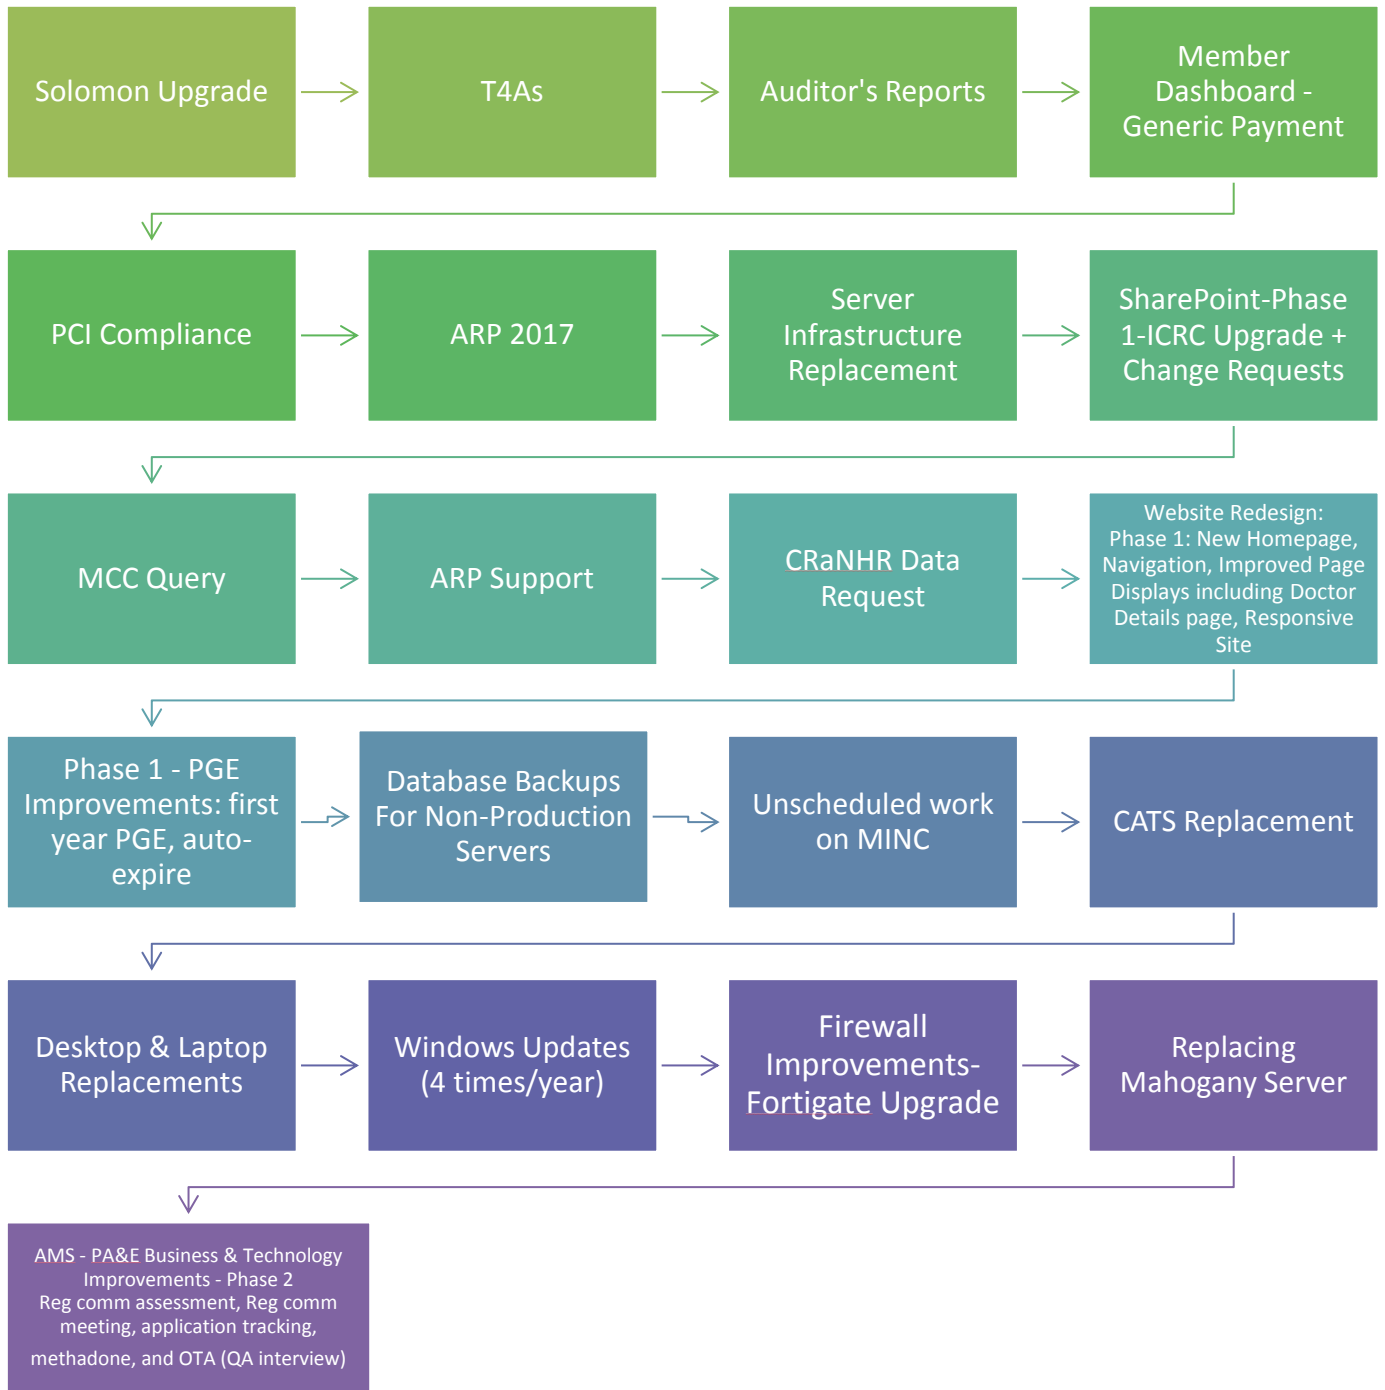 Solomon Upgrade
T4As
Auditor's Reports
Member
Dashboard -
Generic Payment
PCI Compliance
ARP 2017
Server
Infrastructure
Replacement
SharePoint-Phase
1-ICRC Upgrade +
Change Requests
MCC Query
ARP Support
CRaNHR Data
Request
Website Redesign:
Phase 1: New Homepage,
Navigation, Improved Page
Displays including Doctor
Details page, Responsive
Site
Phase 1 - PGE
Improvements: first
year PGE, auto-
expire
Database Backups
For Non-Production
Servers
Unscheduled work
on MINC
CATS Replacement
Desktop & Laptop
Replacements
Windows Updates
(4 times/year)
Firewall
Improvements-
Fortigate Upgrade
Replacing
Mahogany Server
AMS - PA&E Business & Technology
Improvements - Phase 2
Reg comm assessment, Reg comm
meeting, application tracking,
methadone, and OTA (QA interview)